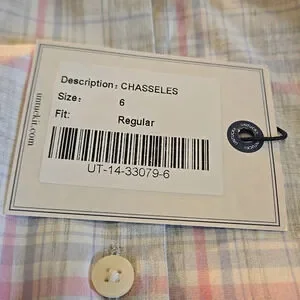 Description: CHASSELES
Size: 6
Fit: Regular
UT-14-33079-6
untuckit.com